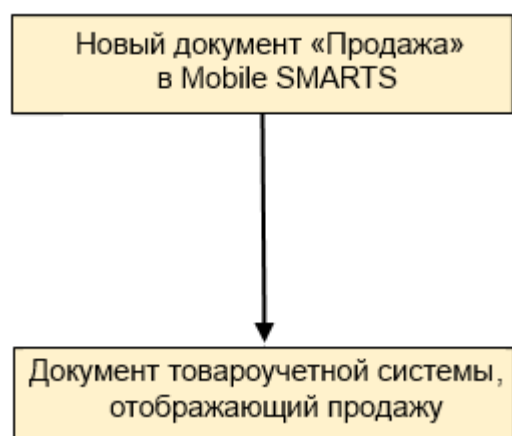 Новый документ «Продажа»
в Mobile SMARTS
Документ товароучетной системы,
отображающий продажу